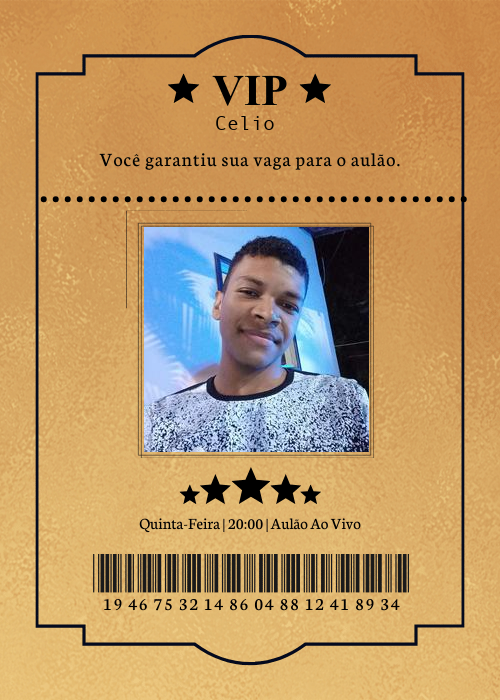 VIP
Celio
Você garantiu sua vaga para o aulão.
Quinta-Feira | 20:00 | Aulão Ao Vivo
19 46 75 32 14 86 04 88 12 41 89 34